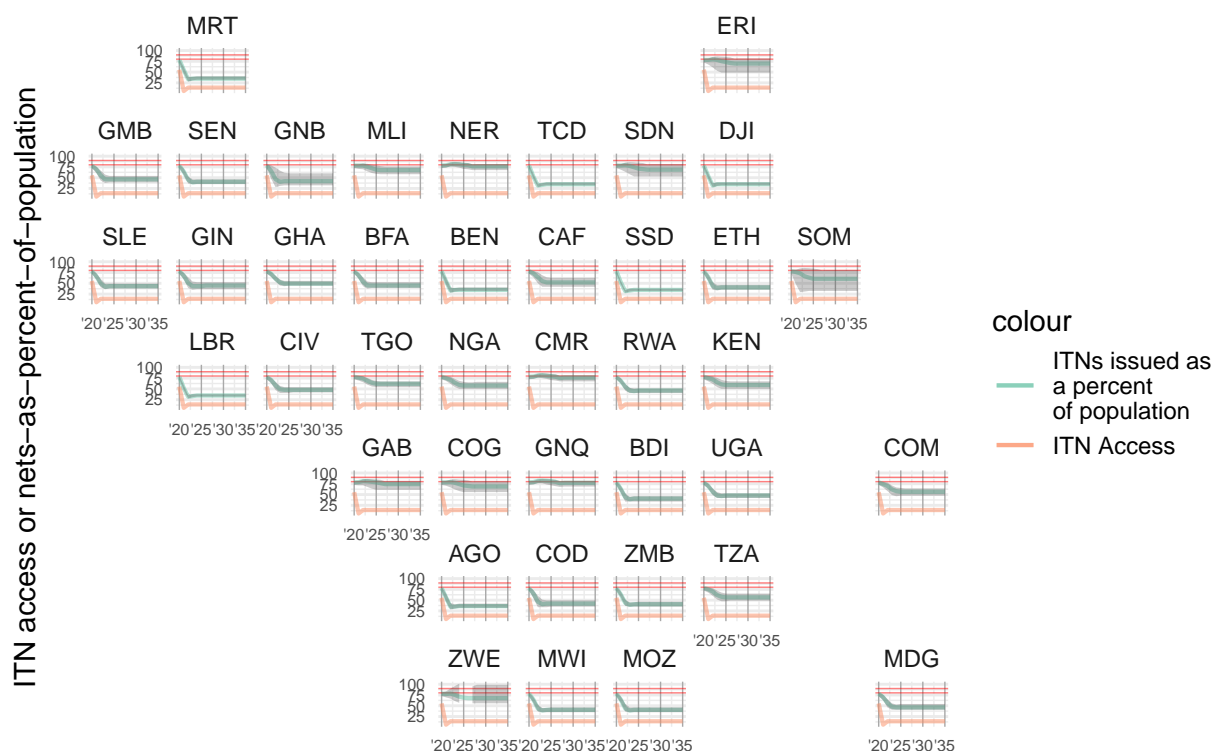 MRT ERI
100
75
50
25
GMB SEN GNB MLI NER TCD SDN DJI
100
75
50
25
SLE GIN GHA BFA BEN CAF SSD ETH SOM
100
75
50
25
'20'25'30'35 '20'25'30'35
LBR CIV TGO NGA CMR RWA KEN
100
75
50
25
'20'25'30'35'20'25'30'35
GAB COG GNQ BDI UGA COM
100
75
50
25
'20'25'30'35
AGO COD ZMB TZA
100
75
50
25
'20'25'30'35
ZWE MWI MOZ MDG
100
75
50
25
'20'25'30'35'20'25'30'35'20'25'30'35 '20'25'30'35
ITN access or nets−as−percent−of−population
colour
ITNs issued as
a percent
of population
ITN Access